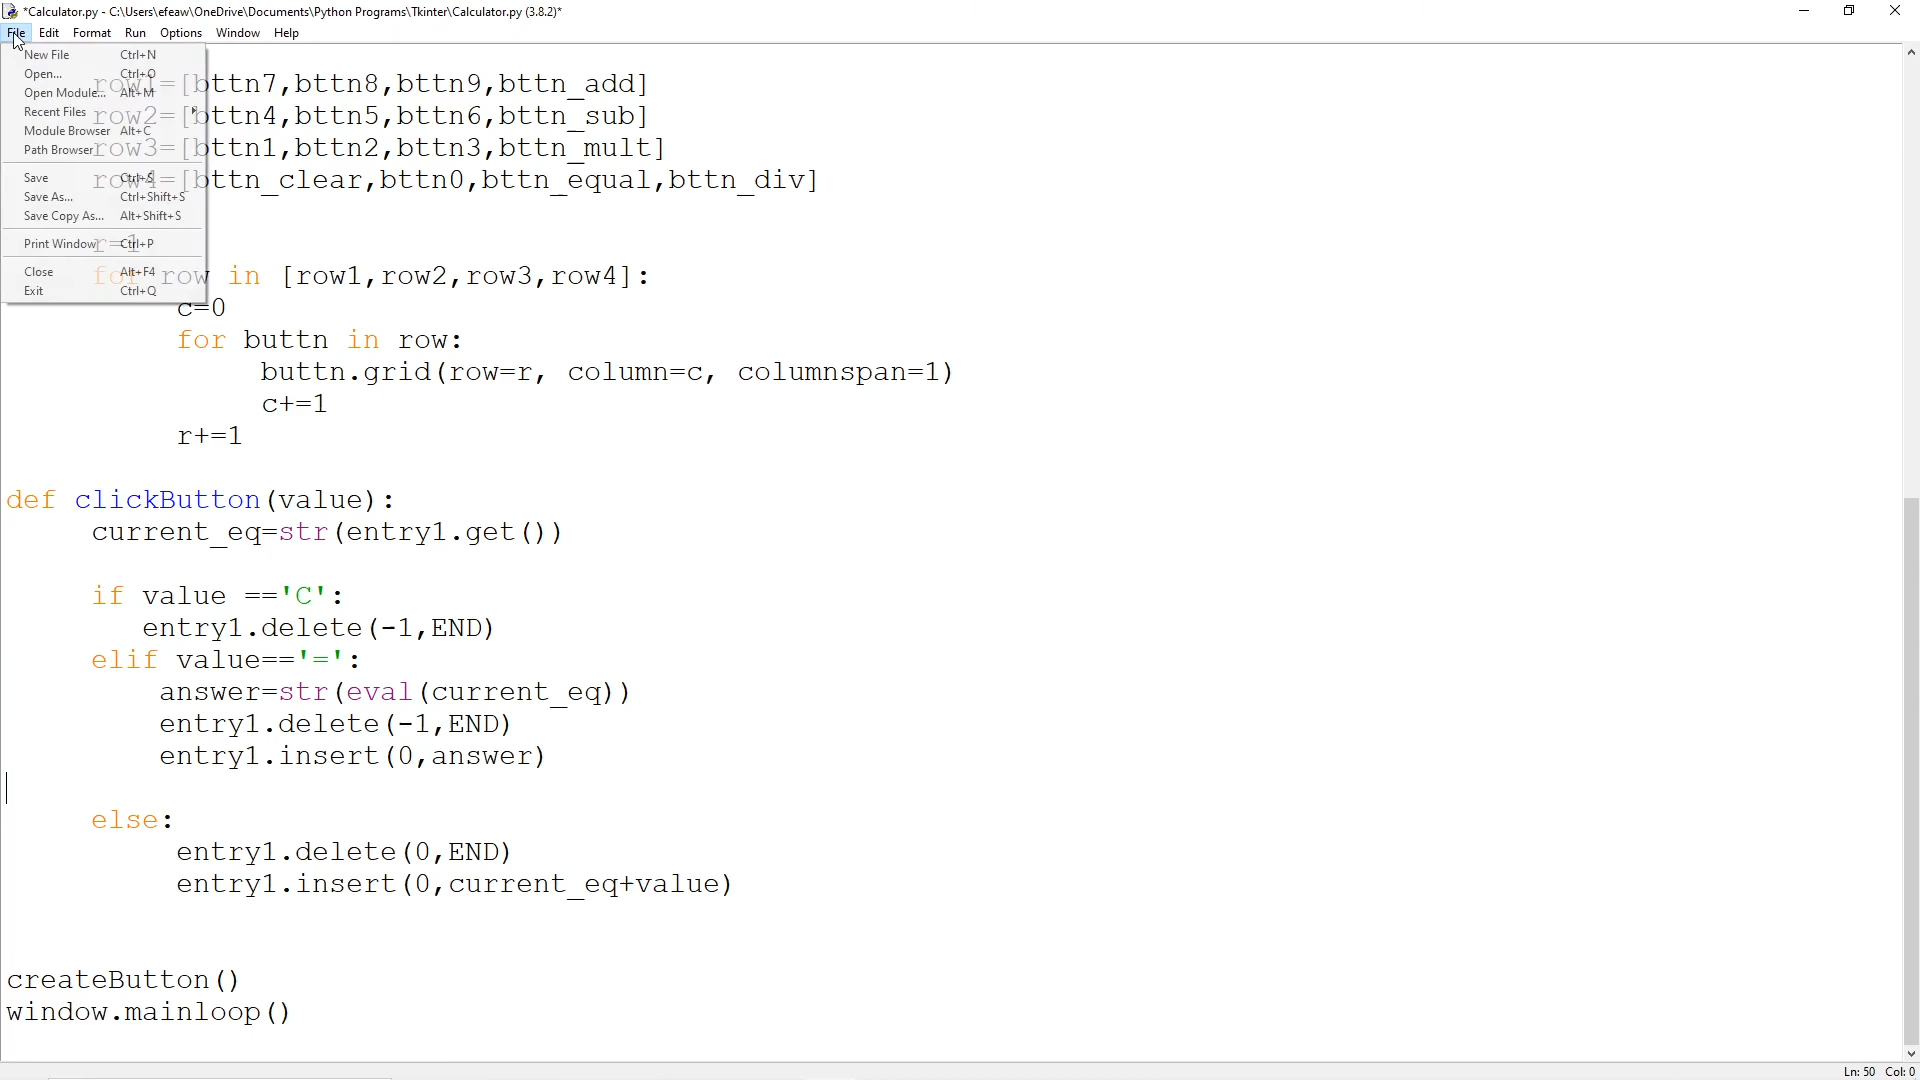 *Calculator.py - C:\Users\efeaw\OneDrive\Documents\Python Programs\Tkinter\Calculator.py (3.8.2)*
File Edit Format Run Options Window Help
New File Ctrl+N
Open... Ctrl+O
Open Module... Alt+M
Recent Files
Module Browser Alt+C
Path Browser
Save Ctrl+S
Save As... Ctrl+Shift+S
Save Copy As... Alt+Shift+S
Print Window Ctrl+P
Close Alt+F4
Exit Ctrl+Q
row1=[bttn7,bttn8,bttn9,bttn_add]
row2=[bttn4,bttn5,bttn6,bttn_sub]
row3=[bttn1,bttn2,bttn3,bttn_mult]
row4=[bttn_clear,bttn0,bttn_equal,bttn_div]
r=1
for row in [row1,row2,row3,row4]:
c=0
for buttn in row:
buttn.grid(row=r, column=c, columnspan=1)
c+=1
r+=1
def clickButton(value):
current_eq=str(entry1.get())
if value =='C':
entry1.delete(-1,END)
elif value=='=':
answer=str(eval(current_eq))
entry1.delete(-1,END)
entry1.insert(0,answer)
else:
entry1.delete(0,END)
entry1.insert(0,current_eq+value)
createButton()
window.mainloop()
Ln: 50 Col: 0